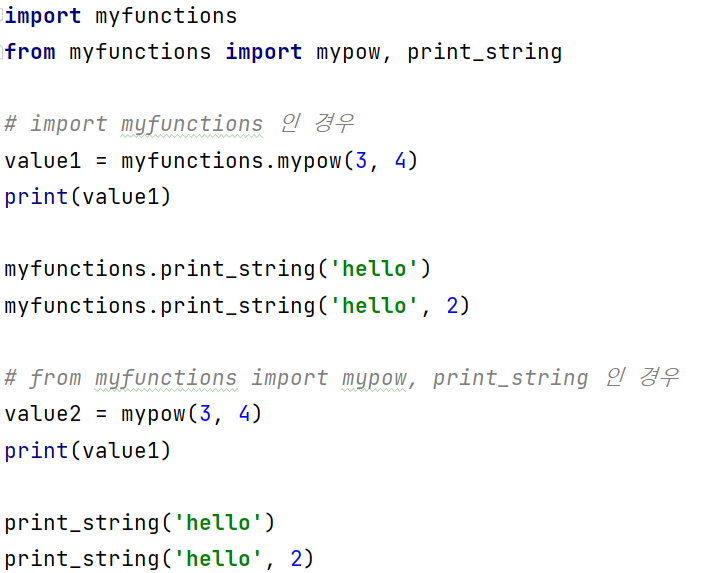 import myfunctions
from myfunctions import mypow, print_string
# import myfunctions 인 경우
value1 = myfunctions.mypow(3, 4)
print(value1)
myfunctions.print_string('hello')
myfunctions.print_string('hello', 2)
# from myfunctions import mypow, print_string 인 경우
value2 = mypow(3, 4)
print(value1)
print_string('hello')
print_string('hello', 2)